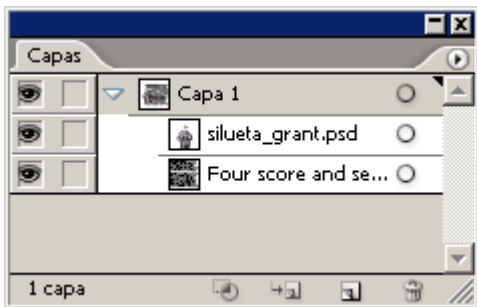 Capas
Capa 1
silueta_grant.psd
Four score and se...
1 capa